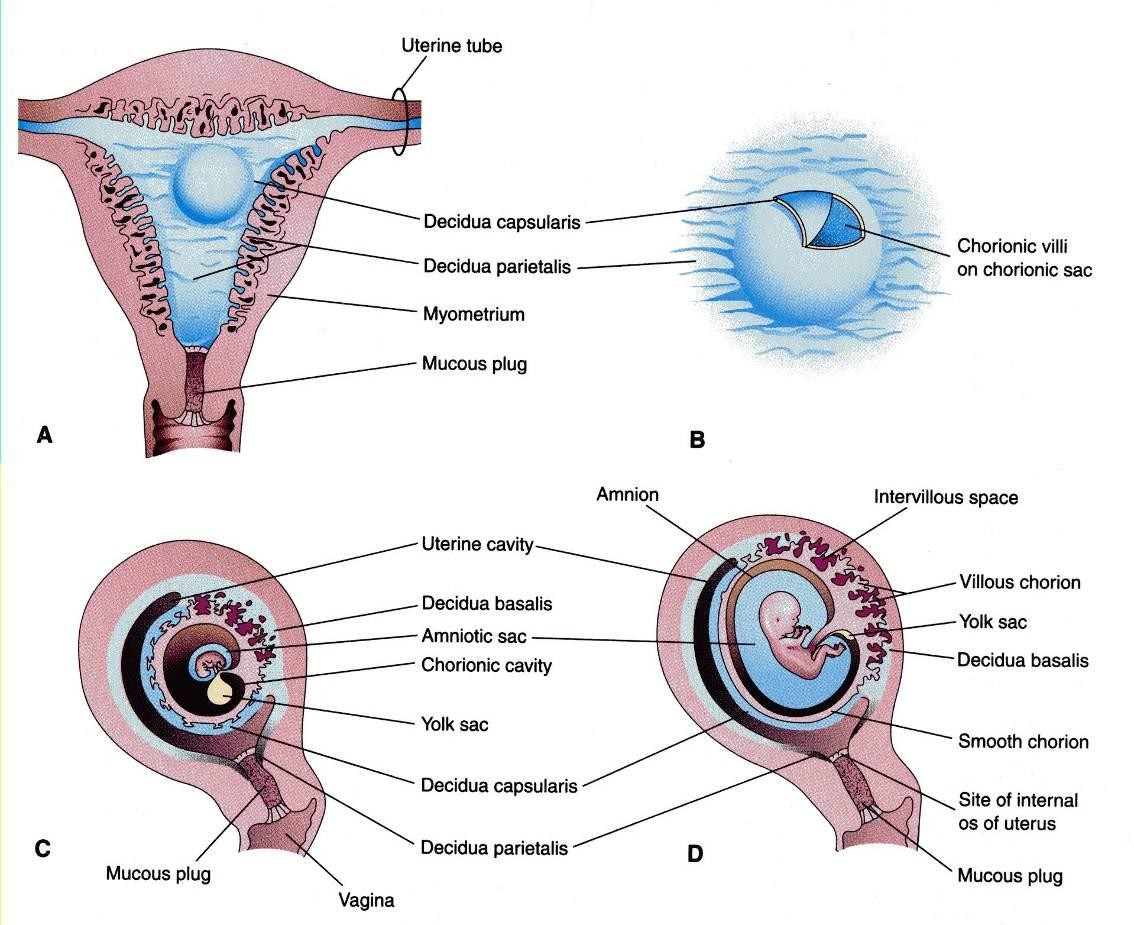 Uterine tube
Decidua capsularis
Decidua parietalis
Myometrium
Mucous plug
A
Chorionic villi
on chorionic sac
B
Uterine cavity
Decidua basalis
Amniotic sac
Chorionic cavity
Yolk sac
Decidua capsularis
Decidua parietalis
C
Mucous plug
Vagina
Amnion
Intervillous space
Villous chorion
Yolk sac
Decidua basalis
Smooth chorion
Site of internal
os of uterus
Mucous plug
D